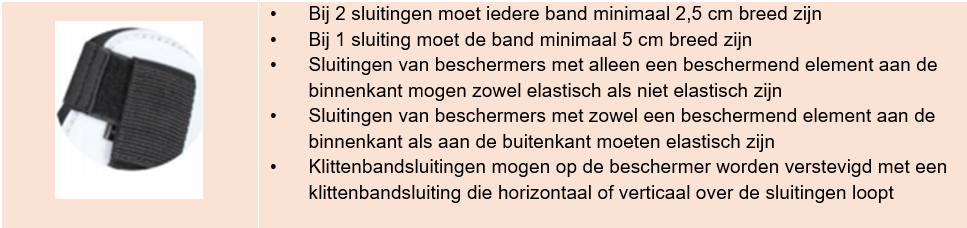 • Bij 2 sluitingen moet iedere band minimaal 2,5 cm breed zijn
• Bij 1 sluiting moet de band minimaal 5 cm breed zijn
• Sluitingen van beschermers met alleen een beschermend element aan de
binnenkant mogen zowel elastisch als niet elastisch zijn
• Sluitingen van beschermers met zowel een beschermend element aan de
binnenkant als aan de buitenkant moeten elastisch zijn
• Klittenbandsluitingen mogen op de beschermer worden verstevigd met een
klittenbandsluiting die horizontaal of verticaal over de sluitingen loopt